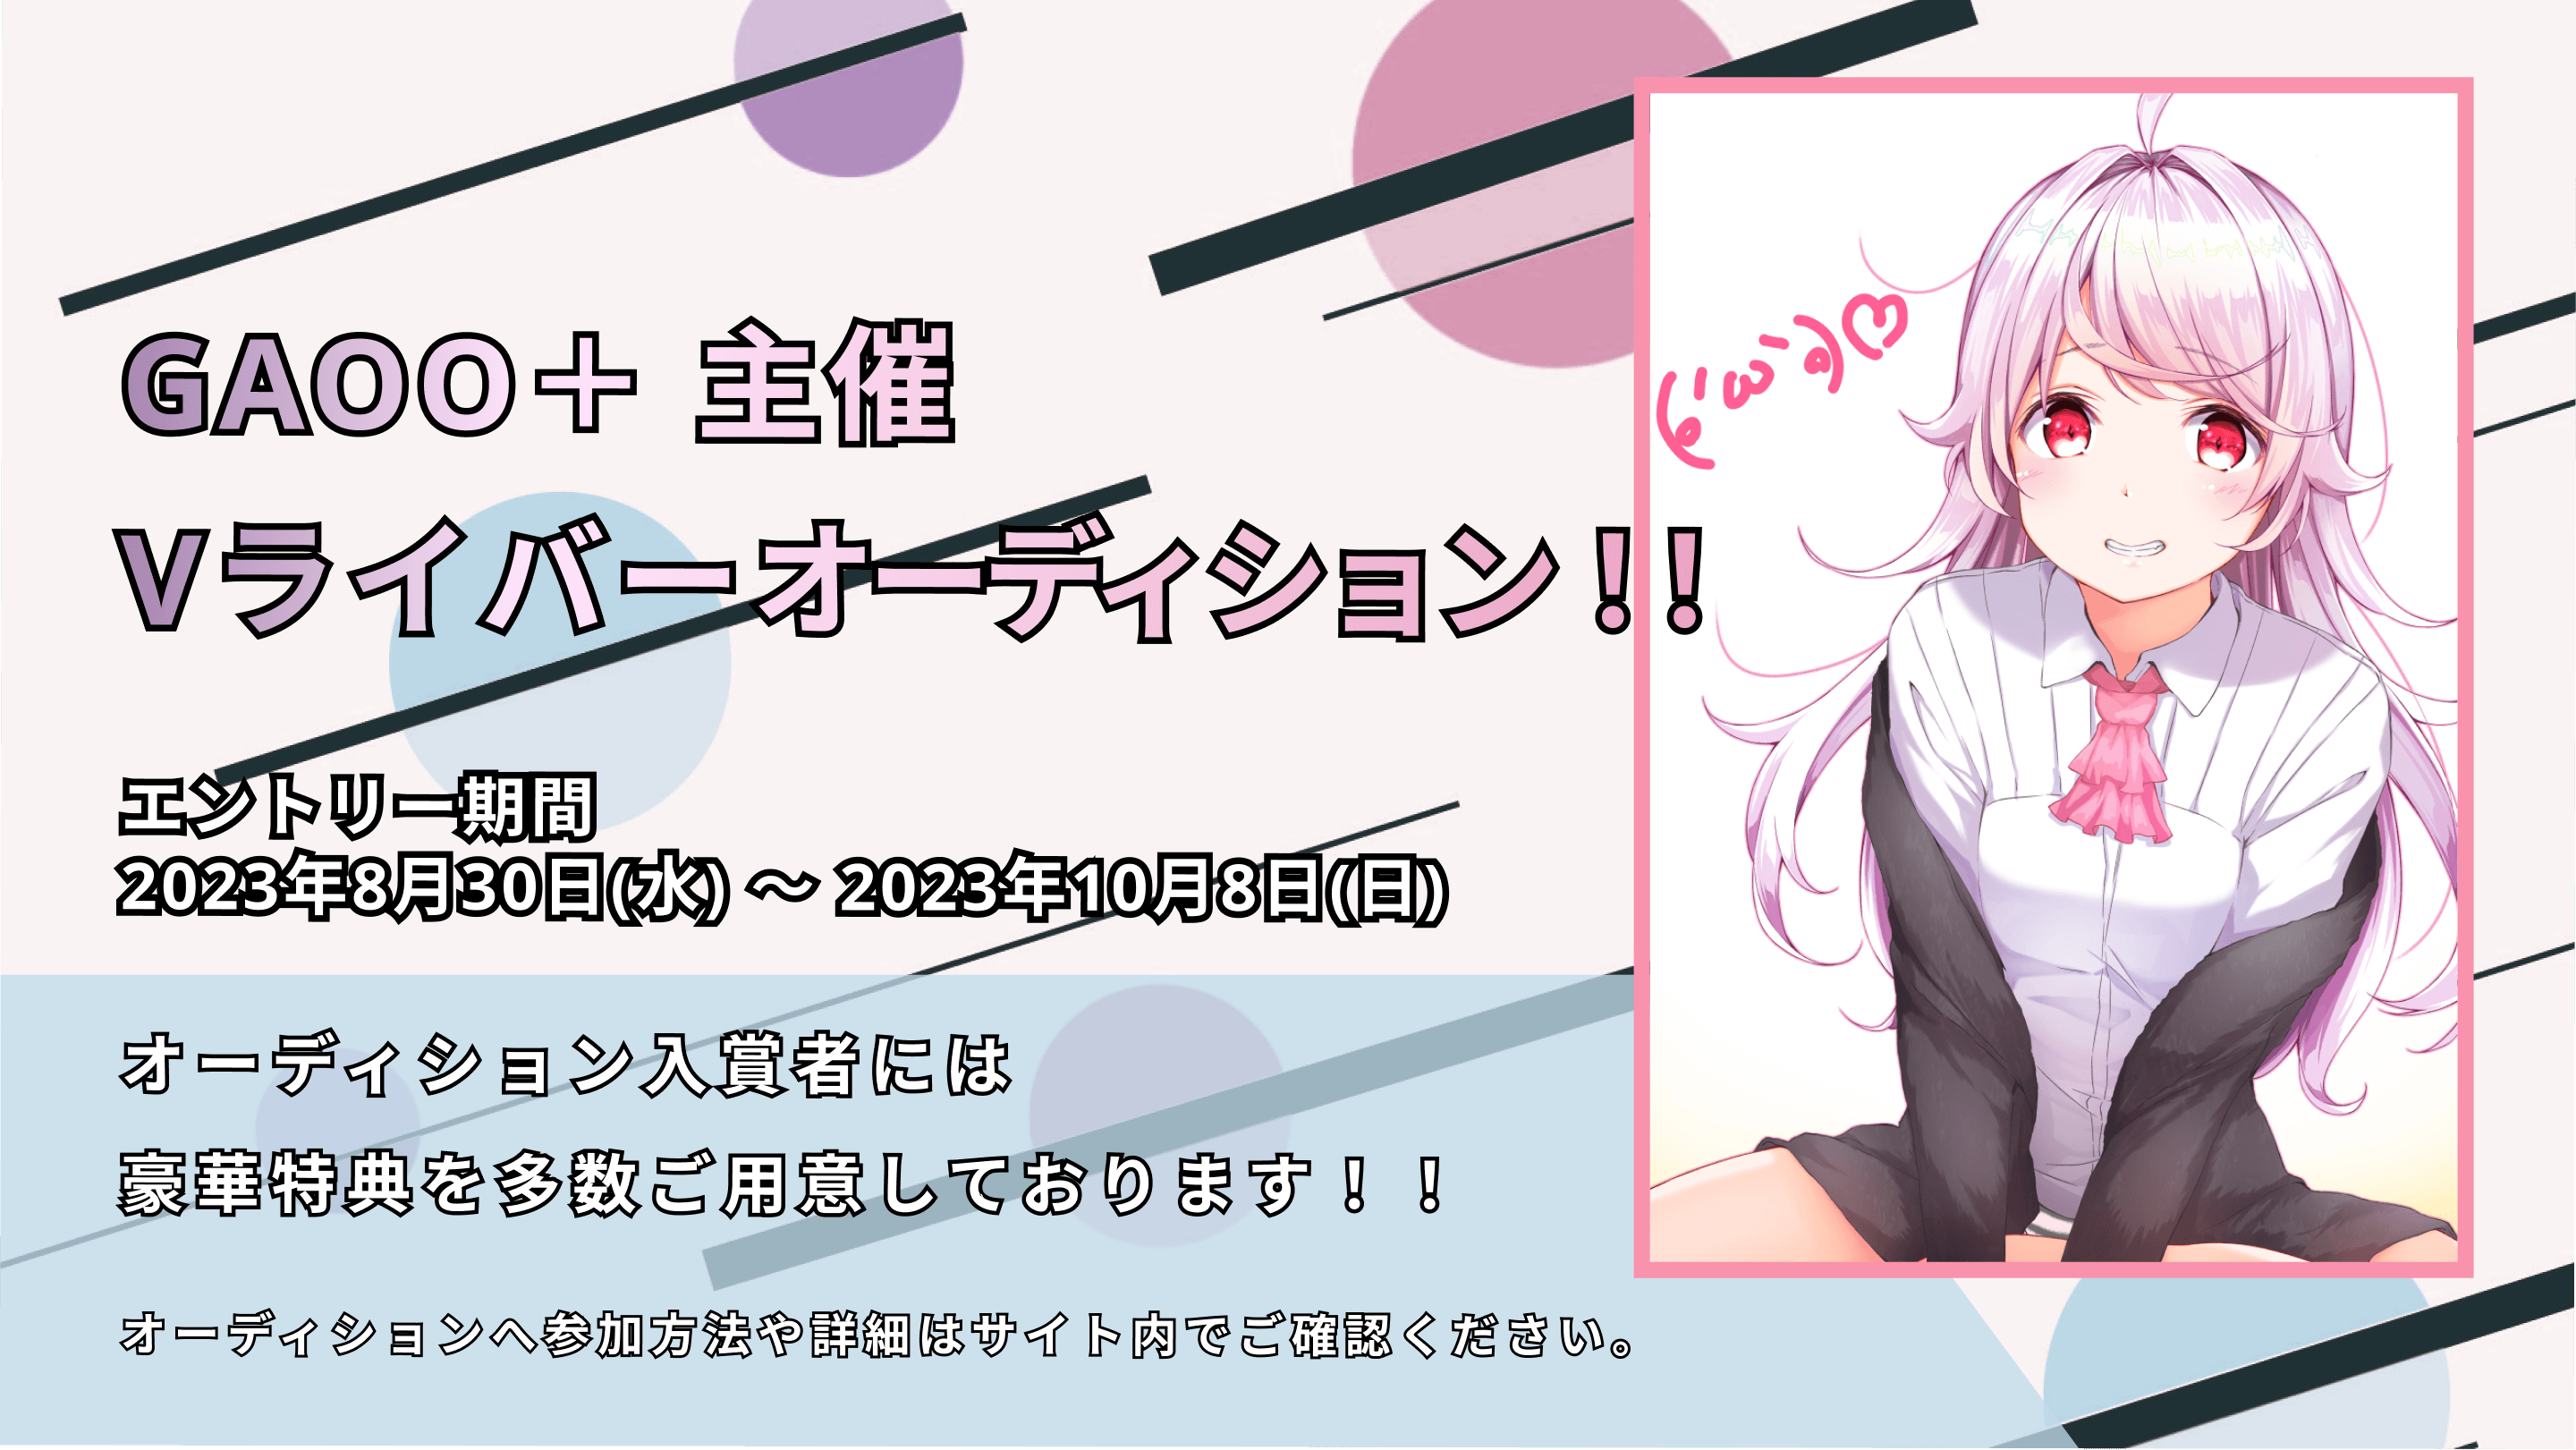 GAOO＋ 主催
Vライバーオーディション！！
エントリー期間
2023年8月30日(水) ～ 2023年10月8日(日)
オーディション入賞者には
豪華特典を多数ご用意しております！！
オーディションへ参加方法や詳細はサイト内でご確認ください。